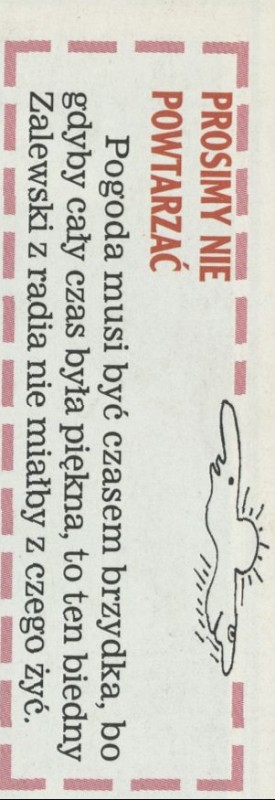 PROSIMY NIE
POWTARZAĆ
Pogoda musi być czasem brzydka, bo
gdyby cały czas była piękna, to ten biedny
Zalewski z radia nie miałby z czego żyć.